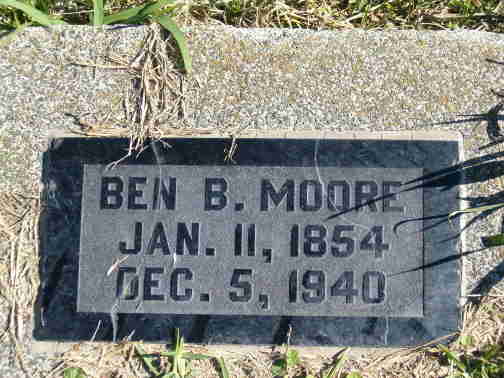 BEN B. MOORE
JAN. 11, 1854
DEC. 5, 1940